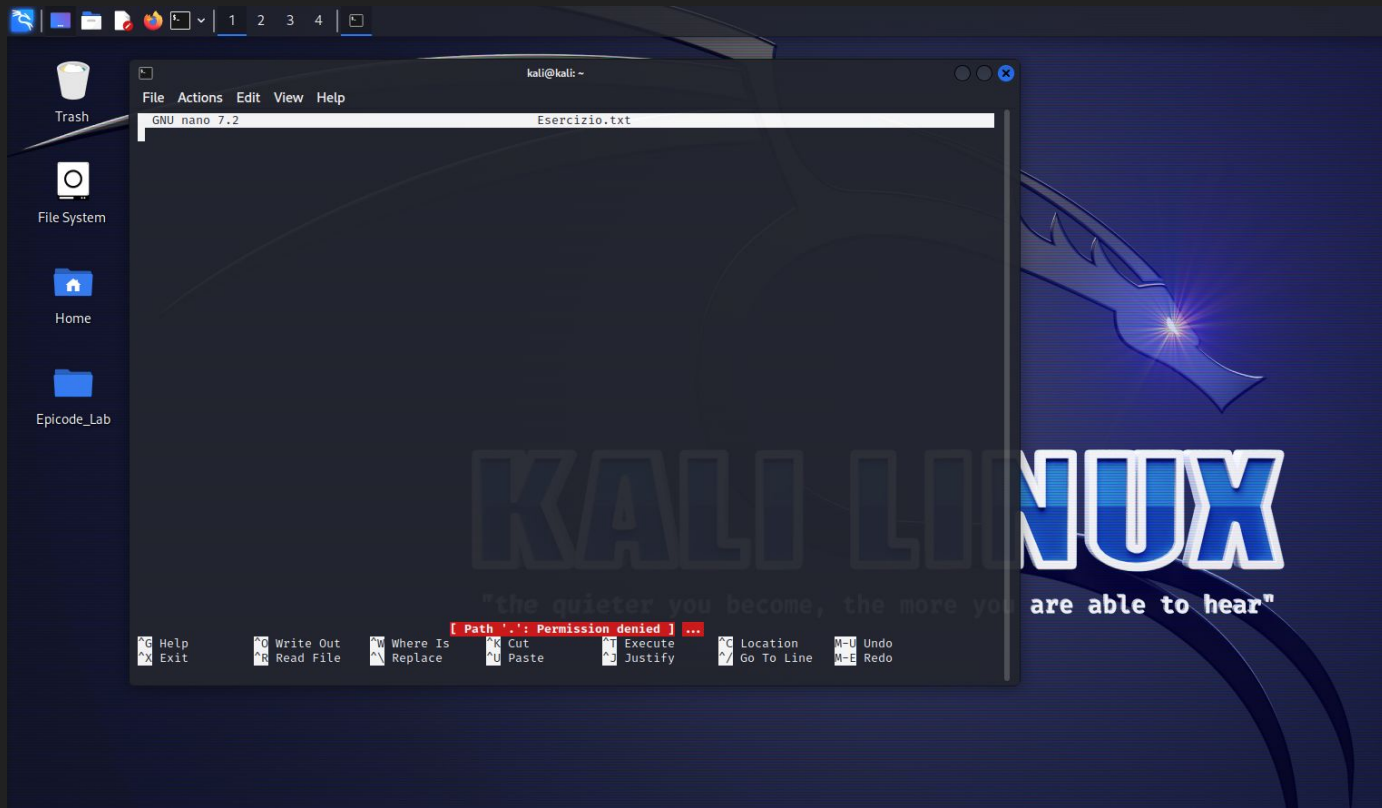 1 2 3 4
Trash
File System
Home
Epicode_Lab
kali@kali: ~
File Actions Edit View Help
GNU nano 7.2 Esercizio.txt
KALI LINUX
"the quieter you become, the more you are able to hear"
[ Path '.': Permission denied ] ...
^G Help ^O Write Out ^W Where Is ^K Cut ^T Execute ^C Location M-U Undo
^X Exit ^R Read File ^\ Replace ^U Paste ^J Justify ^/ Go To Line M-E Redo